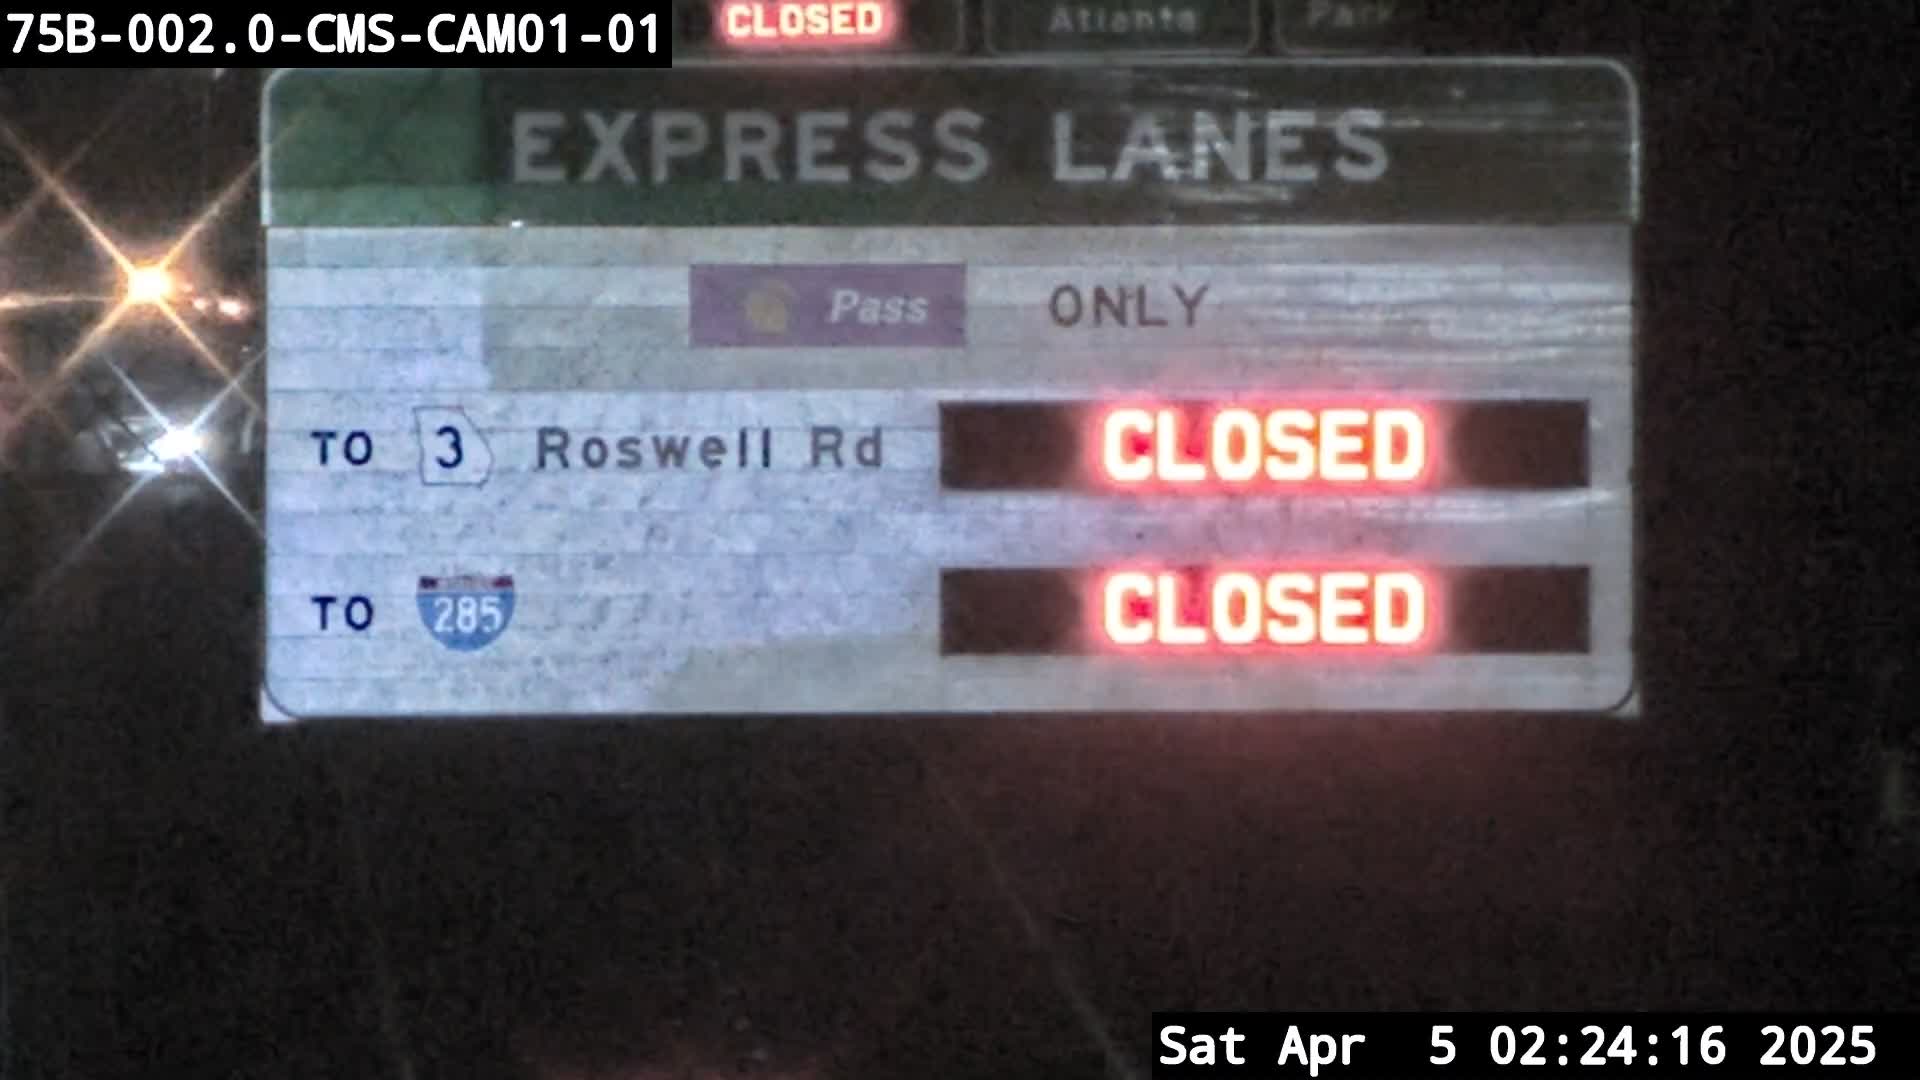 75B-002.0-CMS-CAM01-01
CLOSED Atlanta Park
EXPRESS LANES
Pass ONLY
TO 3 Roswell Rd CLOSED
TO 285 CLOSED
Sat Apr 5 02:24:16 2025